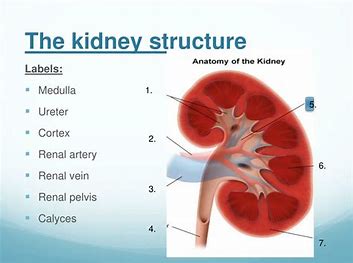 The kidney structure
Labels:
Medulla
Ureter
Cortex
Renal artery
Renal vein
Renal pelvis
Calyces
Anatomy of the Kidney
1.
2.
3.
4.
5.
6.
7.